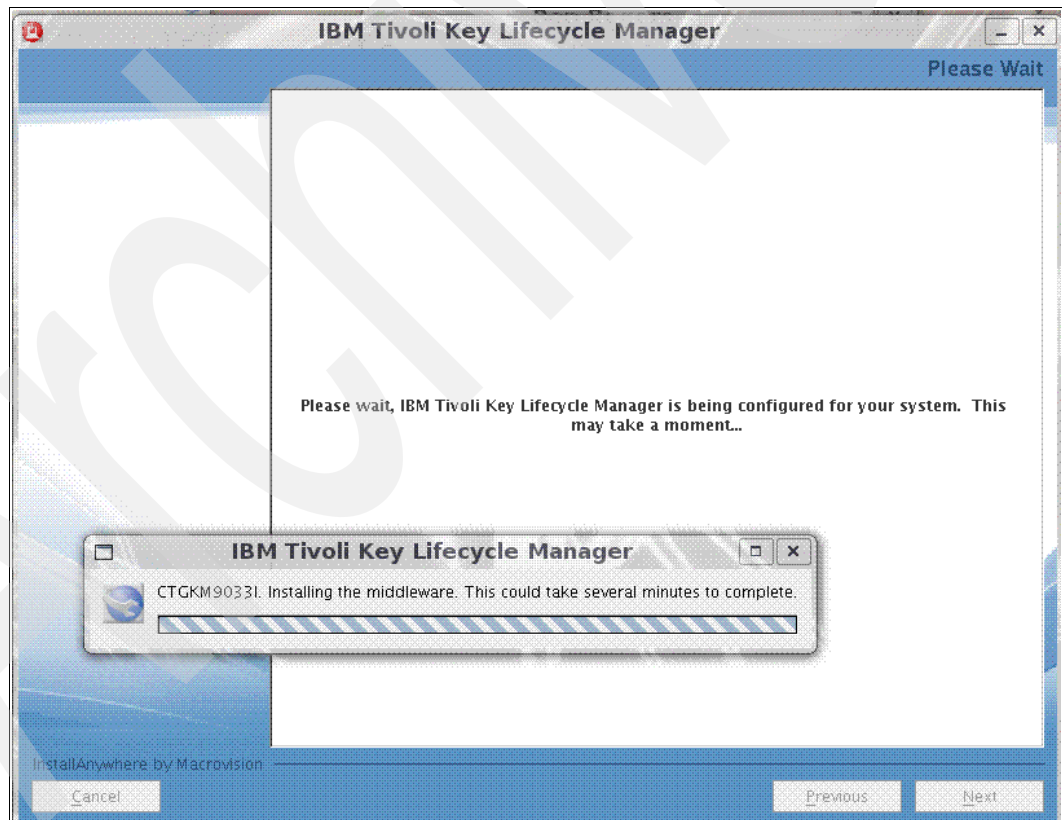 IBM Tivoli Key Lifecycle Manager
Please Wait
Please wait, IBM Tivoli Key Lifecycle Manager is being configured for your system. This
may take a moment...
IBM Tivoli Key Lifecycle Manager
CTGKM9033I. Installing the middleware. This could take several minutes to complete.
InstallAnywhere by Macrovision
Cancel
Previous
Next